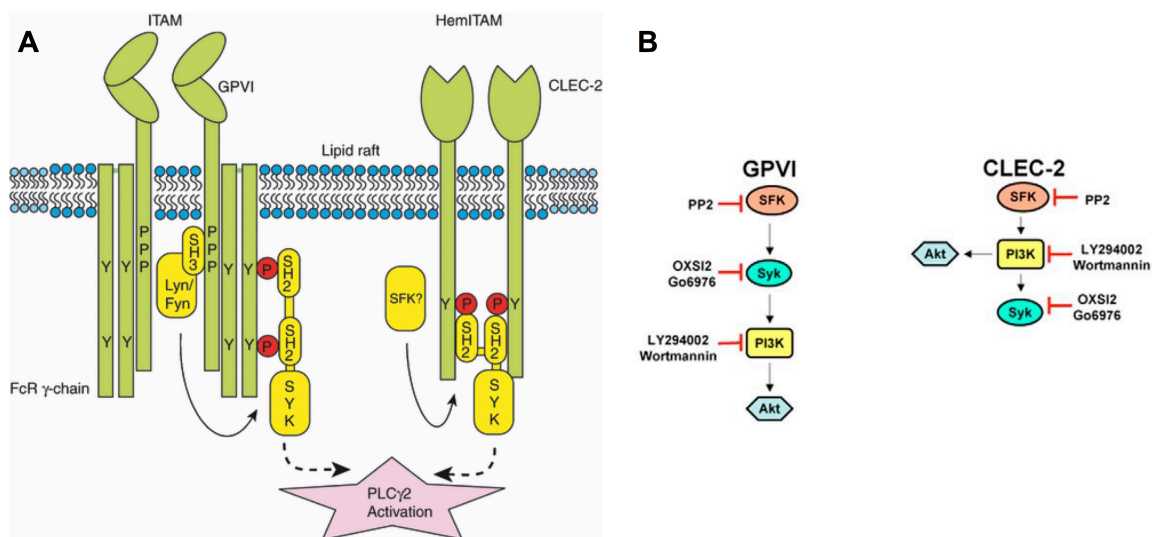 A
ITAM
HemITAM
GPVI
CLEC-2
Lipid raft
P
P
P
P
P
P
SH3
Lyn/
Fyn
Y
Y
Y
Y
Y
Y
Y
Y
P
P
SH2
SH2
SYK
FcR γ-chain
SFK?
Y
P
P
Y
SH2
SH2
SYK
PLCγ2
Activation
B
GPVI
PP2
SFK
OXSI2
Go6976
Syk
LY294002
Wortmannin
PI3K
Akt
CLEC-2
SFK
PP2
Akt
PI3K
LY294002
Wortmannin
Syk
OXSI2
Go6976